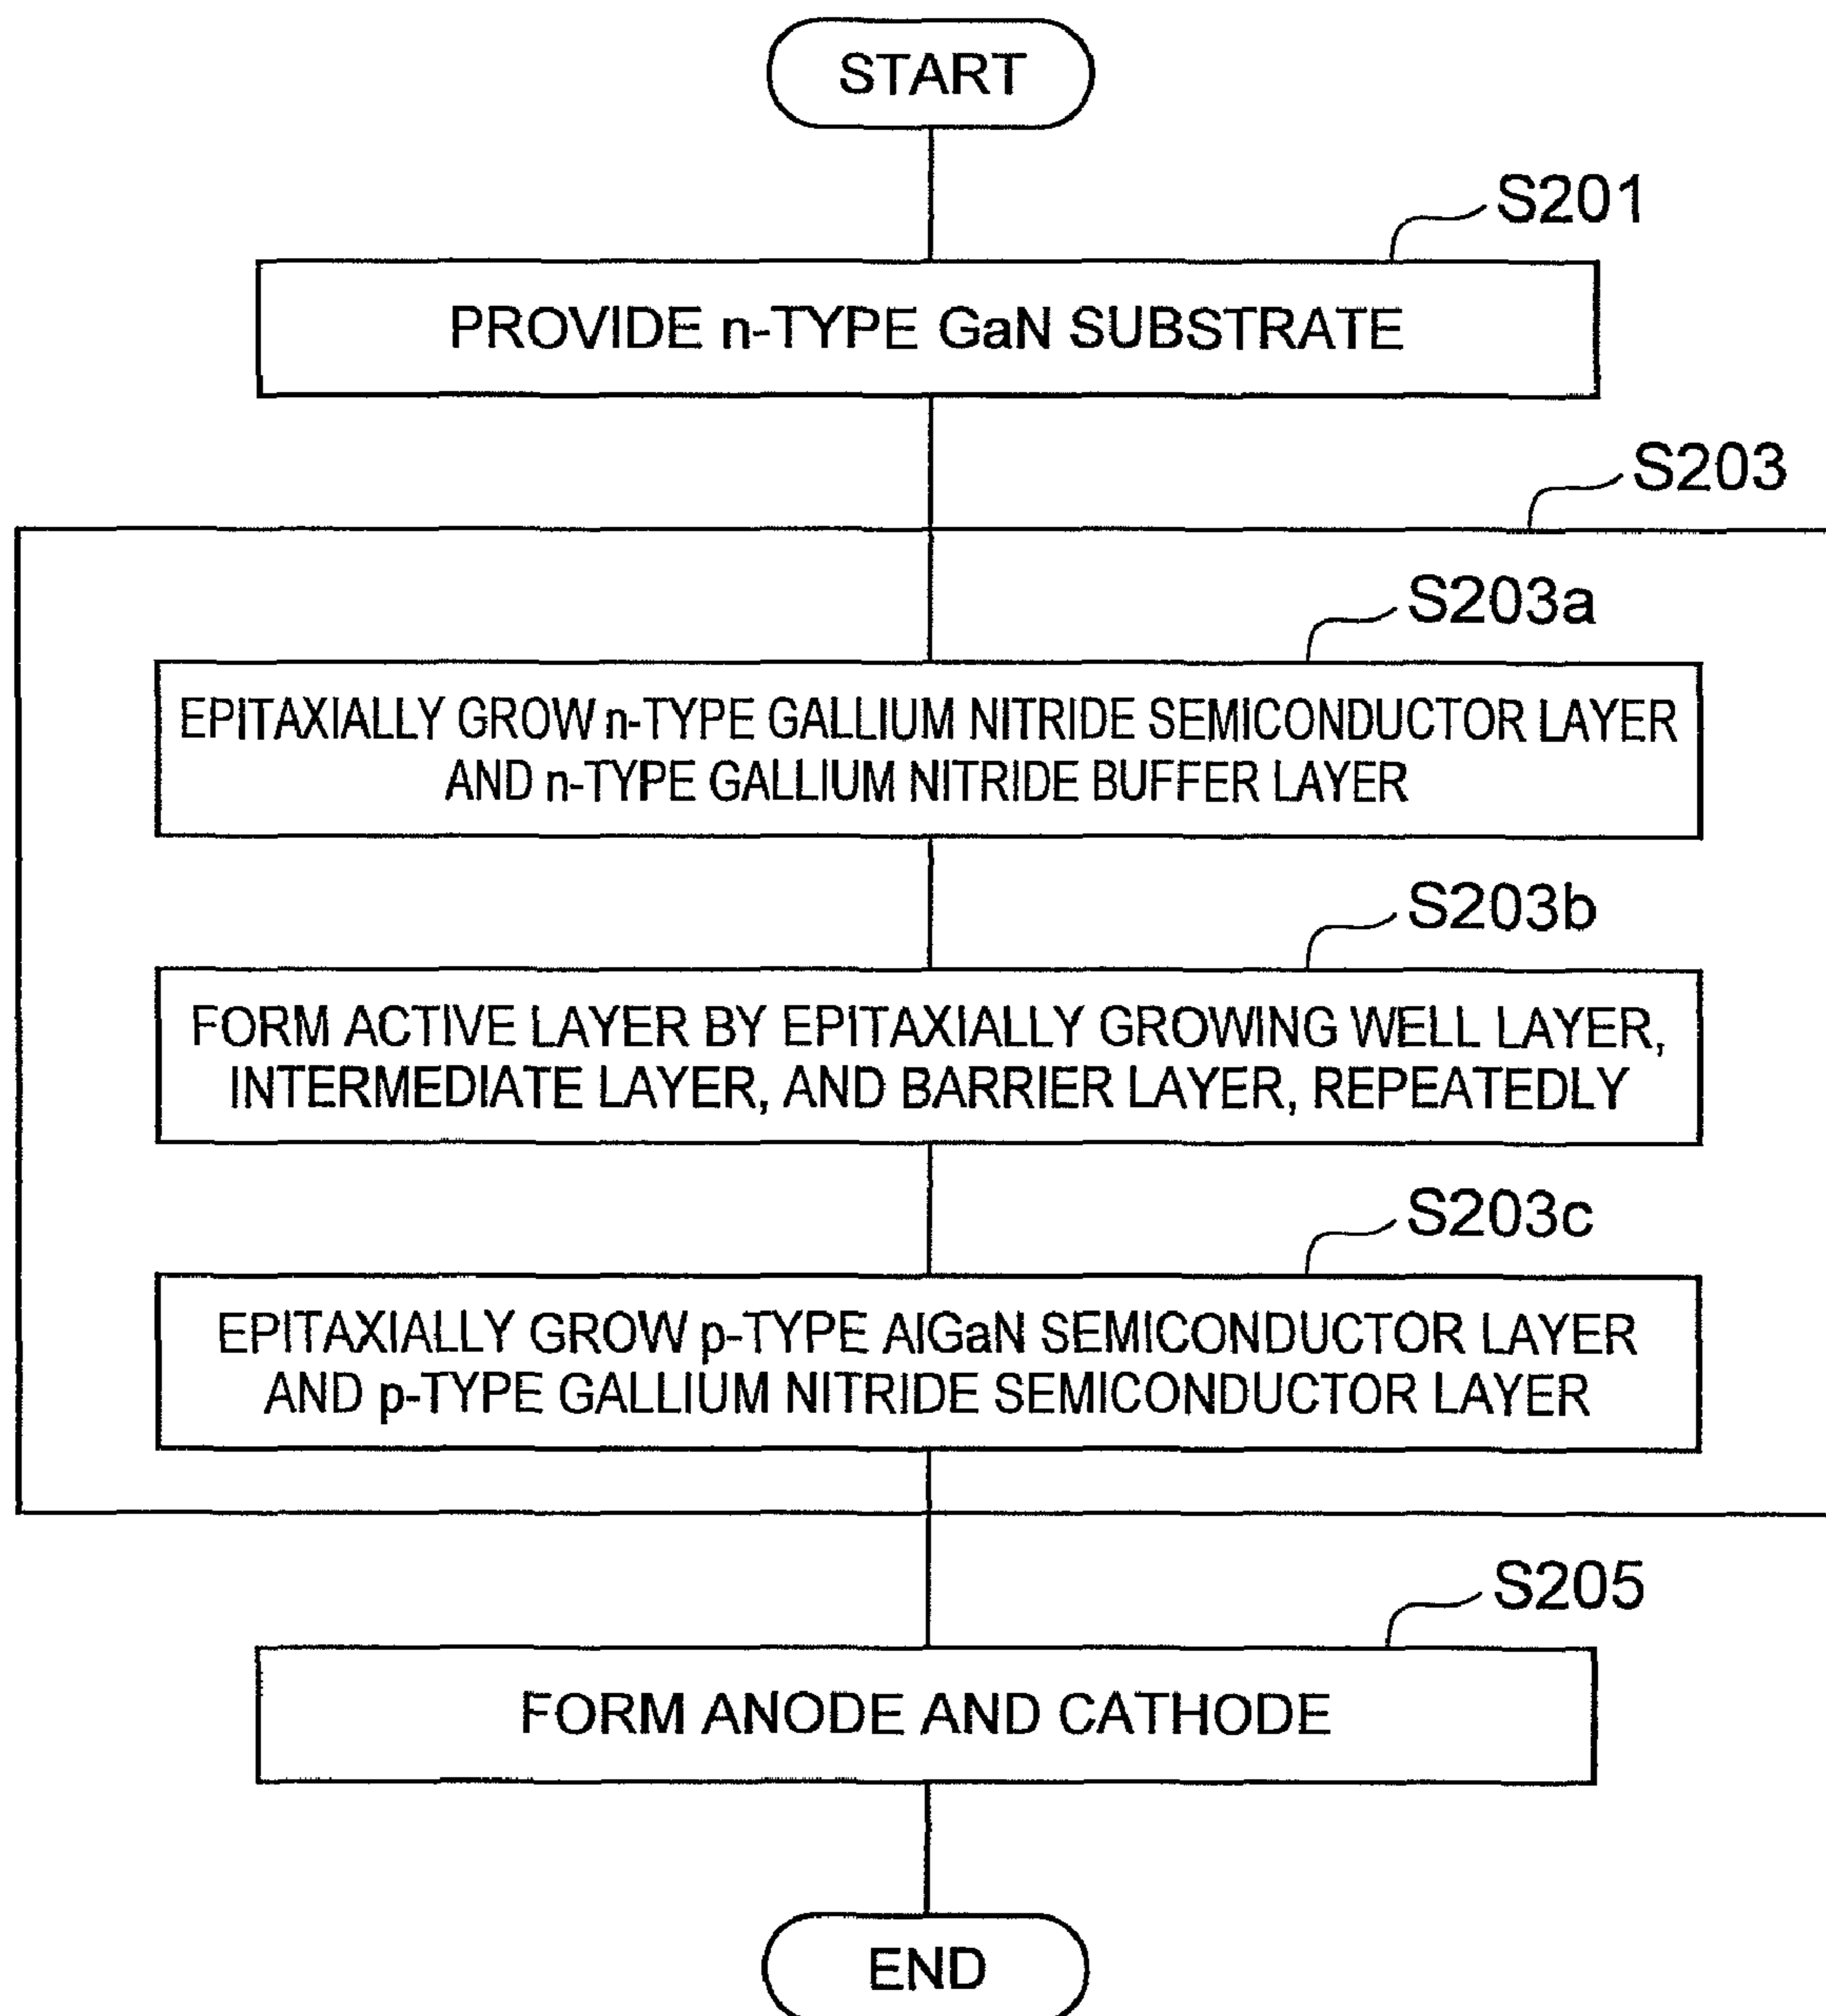 START
S201
PROVIDE n-TYPE GaN SUBSTRATE
S203
S203a
EPITAXIALLY GROW n-TYPE GALLIUM NITRIDE SEMICONDUCTOR LAYER
AND n-TYPE GALLIUM NITRIDE BUFFER LAYER
S203b
FORM ACTIVE LAYER BY EPITAXIALLY GROWING WELL LAYER,
INTERMEDIATE LAYER, AND BARRIER LAYER, REPEATEDLY
S203c
EPITAXIALLY GROW p-TYPE AlGaN SEMICONDUCTOR LAYER
AND p-TYPE GALLIUM NITRIDE SEMICONDUCTOR LAYER
S205
FORM ANODE AND CATHODE
END